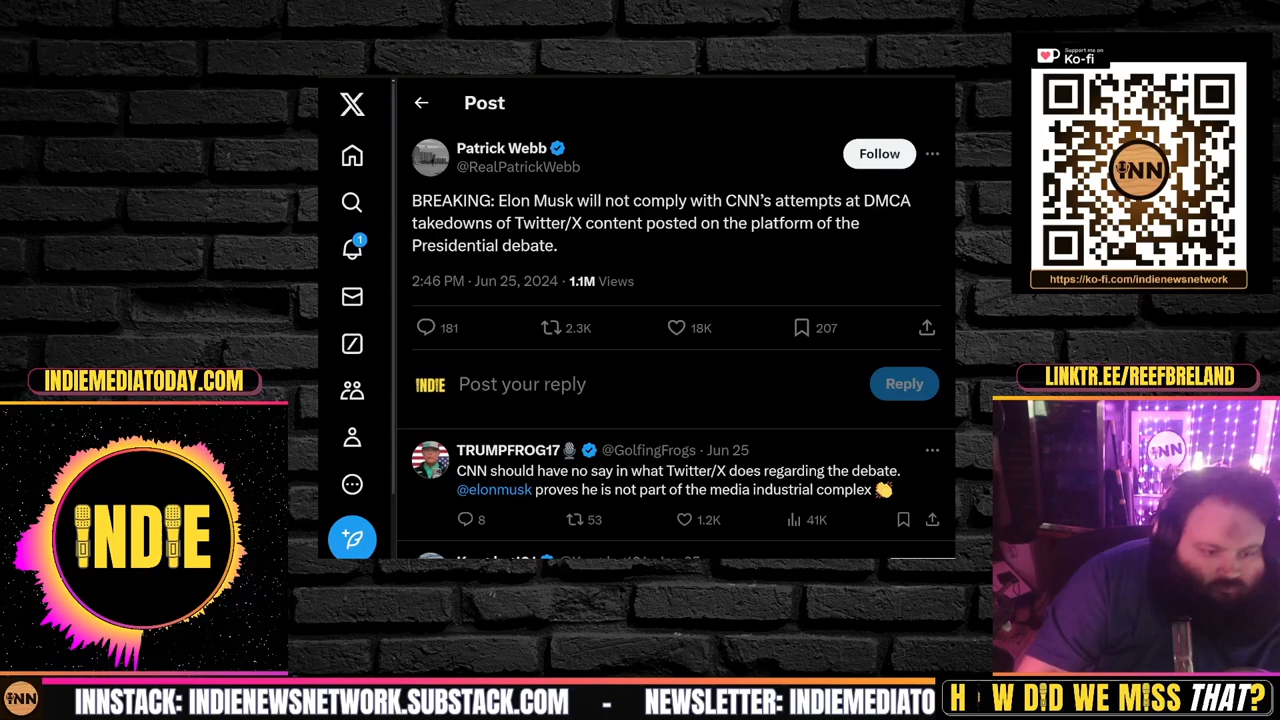 Support me on
Ko-fi
iNN
https://ko-fi.com/indienewsnetwork
Post
Patrick Webb
@RealPatrickWebb
Follow
BREAKING: Elon Musk will not comply with CNN's attempts at DMCA
takedowns of Twitter/X content posted on the platform of the
Presidential debate.
2:46 PM · Jun 25, 2024 · 1.1M Views
181
2.3K
18K
207
INDIE
Post your reply
Reply
TRUMPFROG17 @GolfingFrogs · Jun 25
CNN should have no say in what Twitter/X does regarding the debate.
@elonmusk proves he is not part of the media industrial complex 👏
8
53
1.2K
41K
1
INDIEMEDIATODAY.COM
INDIE
LINKTR.EE/REEFBRELAND
iNN
iNN
INNSTACK: INDIENEWSNETWORK.SUBSTACK.COM - NEWSLETTER: INDIEMEDIATO
H W DID WE MISS THAT?